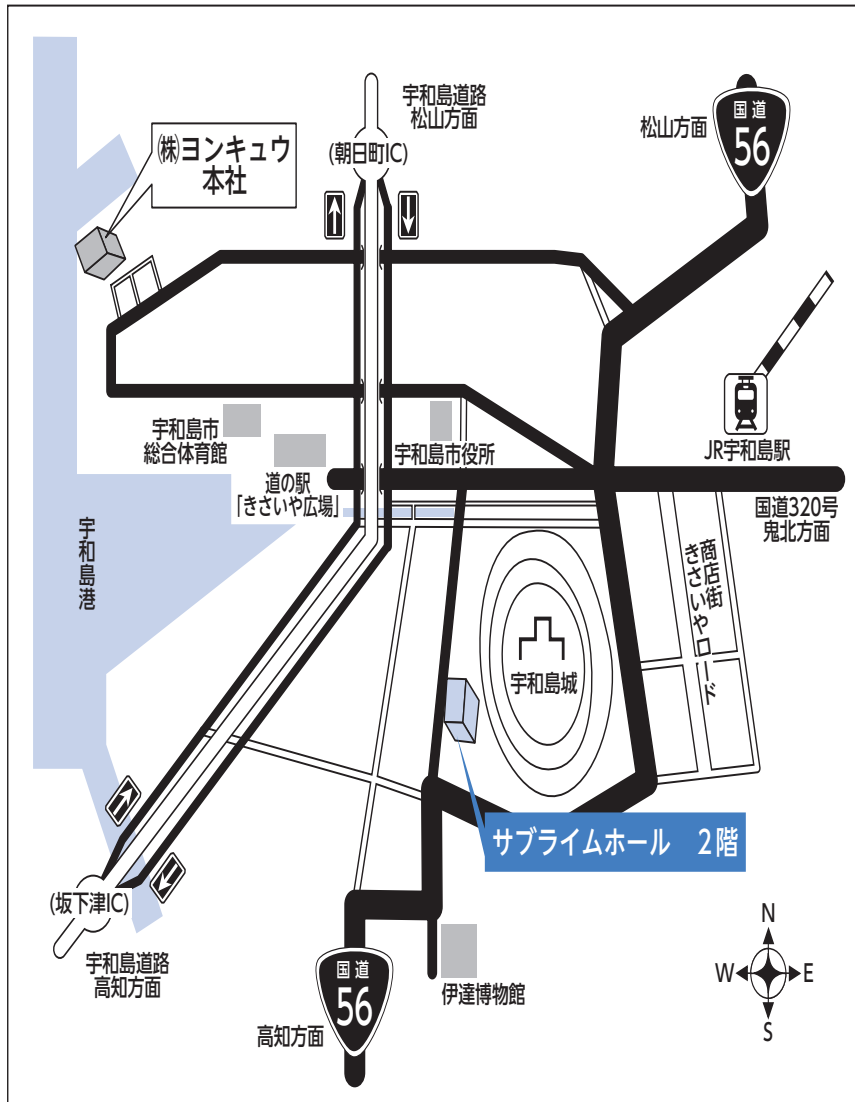 宇和島道路
松山方面
(朝日町IC)
松山方面
国道
56
㈱ヨンキュウ
本社
JR宇和島駅
宇和島市
総合体育館
道の駅
「きさいや広場」
宇和島市役所
国道320号
鬼北方面
宇和島港
商店街
きさいやロード
宇和島城
サブライムホール 2階
(坂下津IC)
宇和島道路
高知方面
国道
56
高知方面
伊達博物館
N
W
E
S